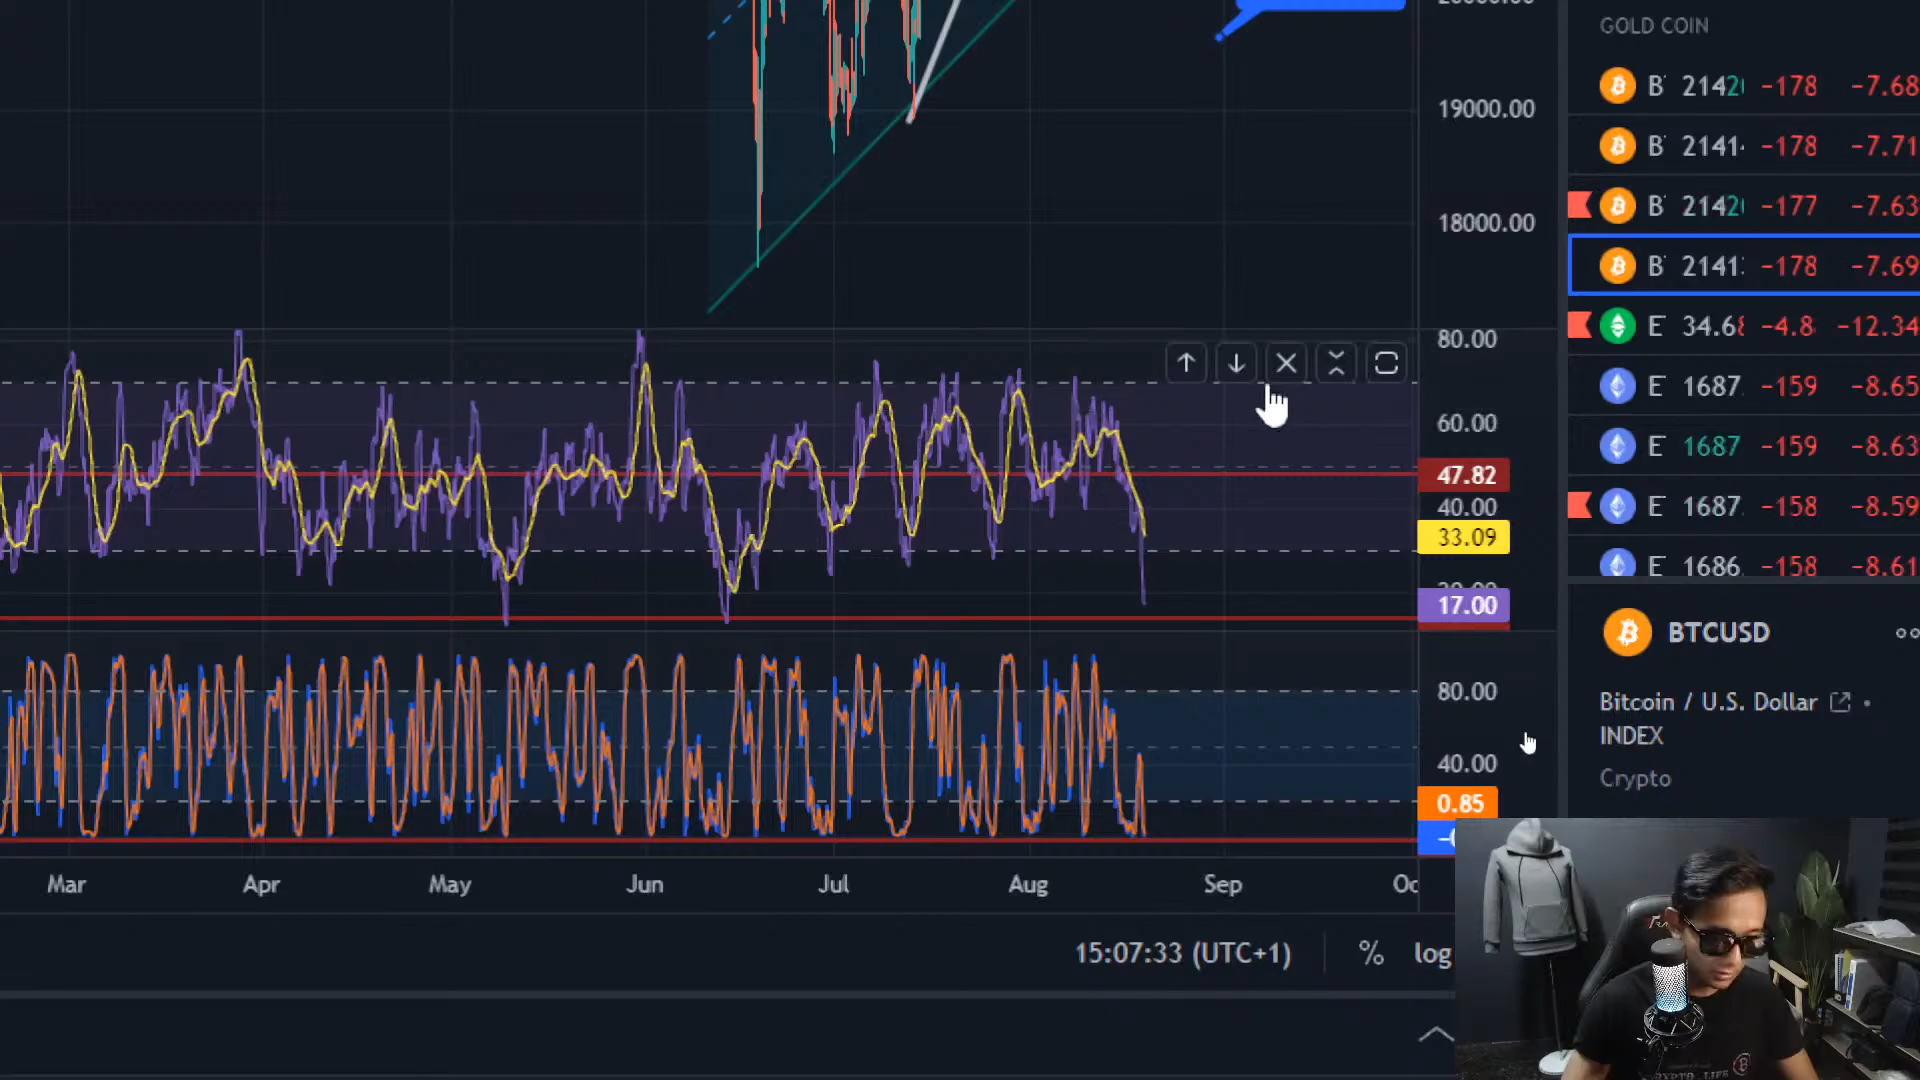 GOLD COIN
19000.00
18000.00
B 2142 -178 -7.68
B 2141 -178 -7.71
B 2142 -177 -7.63
B 2141 -178 -7.69
E 34.68 -4.8 -12.34
E 1687 -159 -8.65
E 1687 -159 -8.63
E 1687 -158 -8.59
E 1686 -158 -8.61
80.00
60.00
47.82
40.00
33.09
17.00
80.00
40.00
0.85
BTCUSD
Bitcoin / U.S. Dollar
INDEX
Crypto
Mar Apr May Jun Jul Aug Sep Oc
15:07:33 (UTC+1) % log